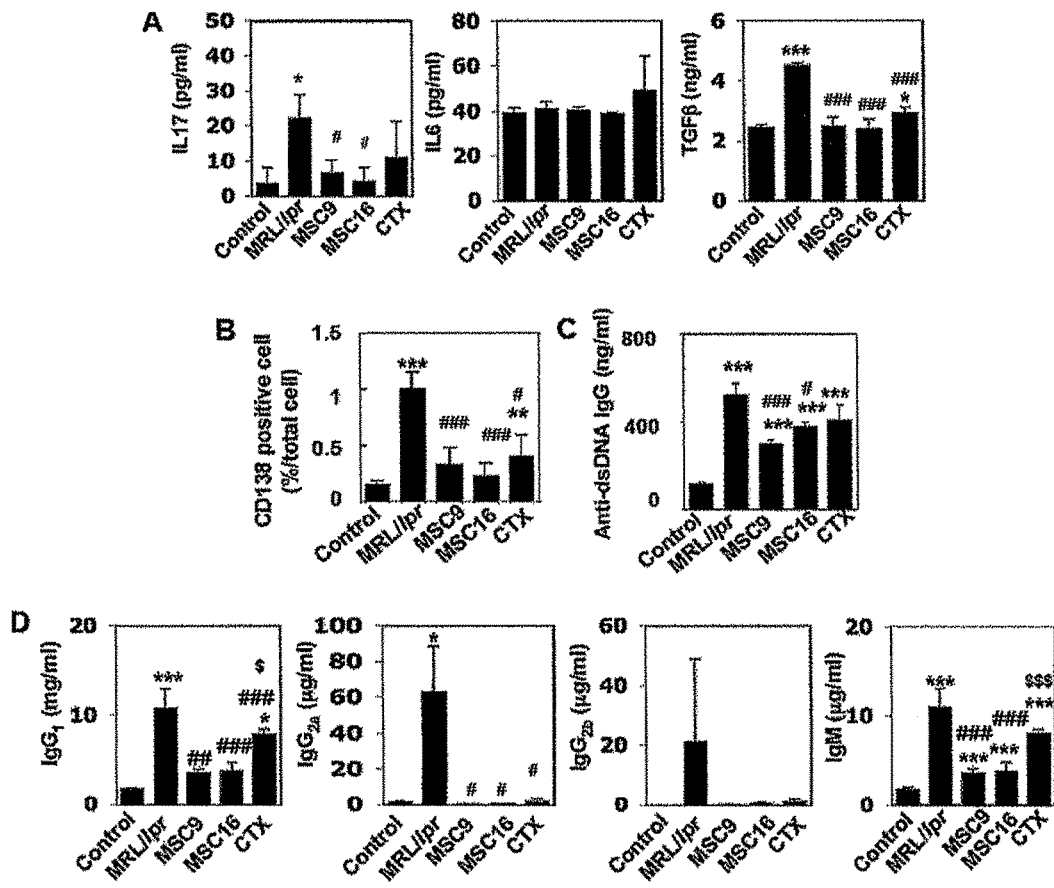 A
IL17 (pg/ml)
50
40
30
20
10
0
*
#
#
Control
MRL/lpr
MSC9
MSC16
CTX
IL6 (pg/ml)
80
60
40
20
0
Control
MRL/lpr
MSC9
MSC16
CTX
TGFβ (ng/ml)
6
4
2
0
***
###
###
###
*
Control
MRL/lpr
MSC9
MSC16
CTX
B
CD138 positive cell
(%/total cell)
1.5
1
0.5
0
***
###
###
#
**
Control
MRL/lpr
MSC9
MSC16
CTX
C
Anti-dsDNA IgG (ng/ml)
800
400
0
***
###
***
#
***
***
Control
MRL/lpr
MSC9
MSC16
CTX
D
IgG1 (mg/ml)
20
10
0
***
##
###
$
###
*
Control
MRL/lpr
MSC9
MSC16
CTX
IgG2a (μg/ml)
100
80
60
40
20
0
*
#
#
#
Control
MRL/lpr
MSC9
MSC16
CTX
IgG2b (μg/ml)
60
40
20
0
Control
MRL/lpr
MSC9
MSC16
CTX
IgM (μg/ml)
20
10
0
***
###
***
###
***
$$$
***
Control
MRL/lpr
MSC9
MSC16
CTX